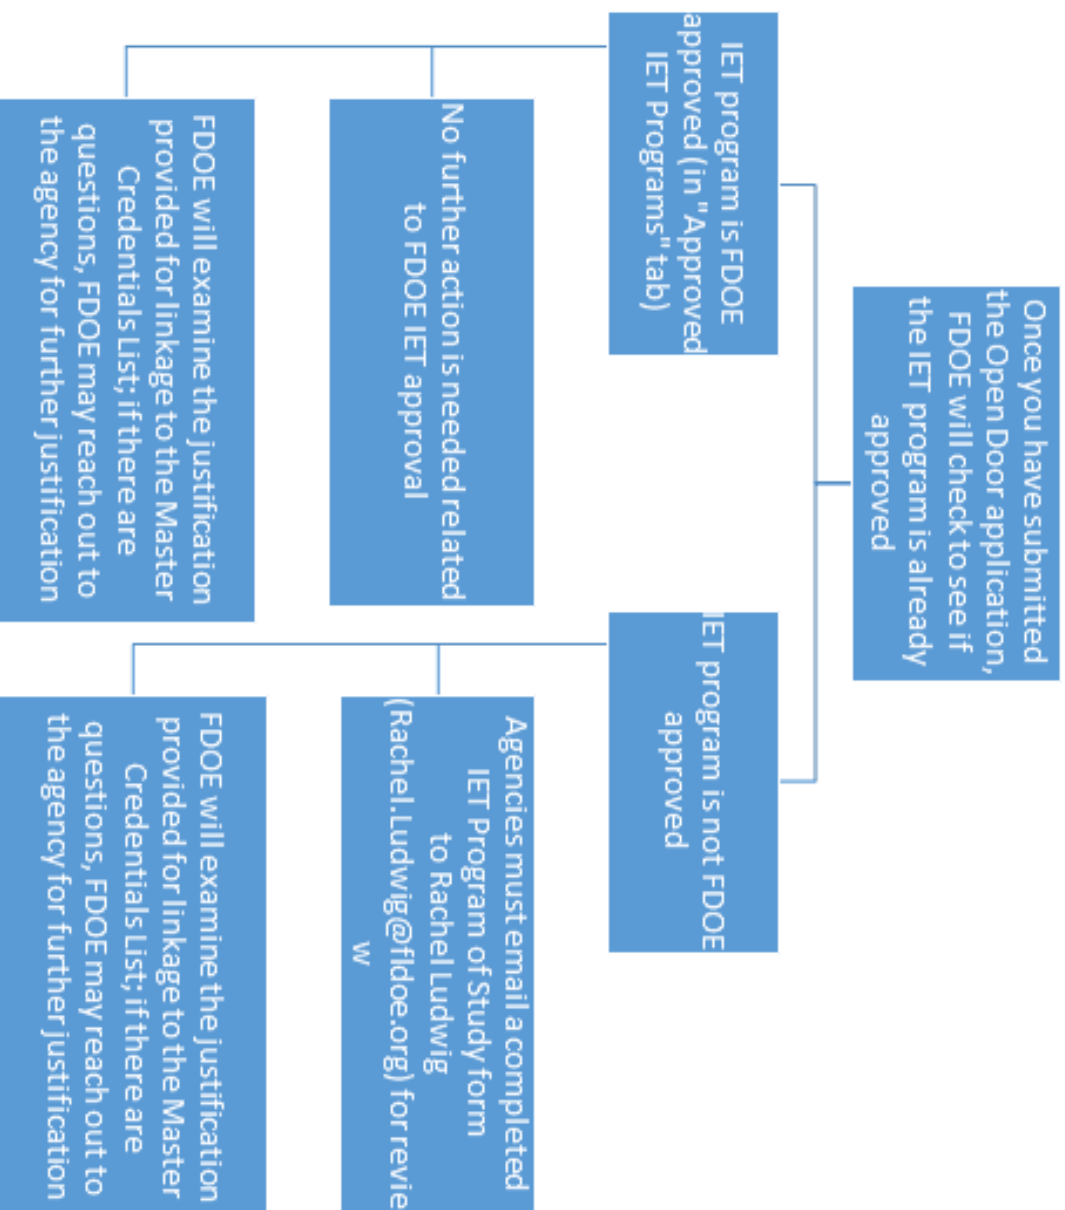 Once you have submitted
the Open Door application,
FDOE will check to see if
the IET program is already
approved
IET program is FDOE
approved (in "Approved
IET Programs" tab)
No further action is needed related
to FDOE IET approval
FDOE will examine the justification
provided for linkage to the Master
Credentials List; if there are
questions, FDOE may reach out to
the agency for further justification
IET program is not FDOE
approved
Agencies must email a completed
IET Program of Study form
to Rachel Ludwig
(Rachel.Ludwig@fldoe.org) for revie
w
FDOE will examine the justification
provided for linkage to the Master
Credentials List; if there are
questions, FDOE may reach out to
the agency for further justification